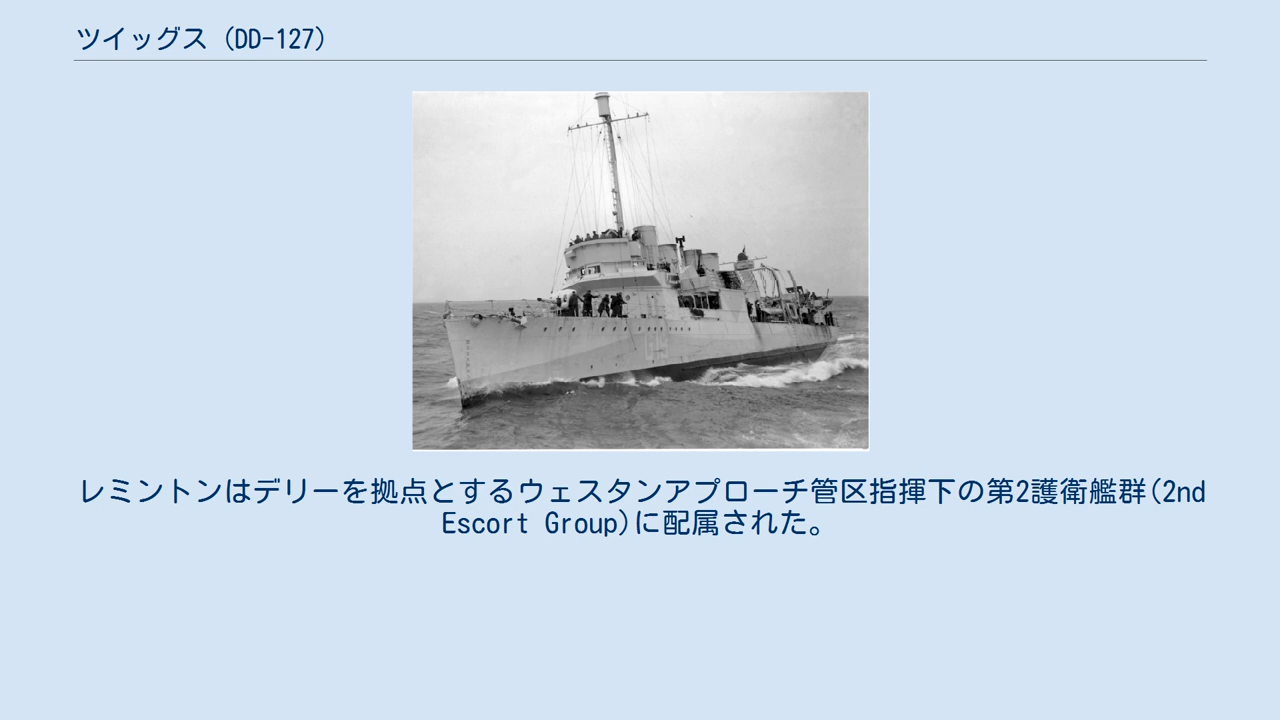 ツイッグス (DD-127)
レミントンはデリーを拠点とするウェスタンアプローチ管区指揮下の第2護衛艦群(2nd
Escort Group)に配属された。